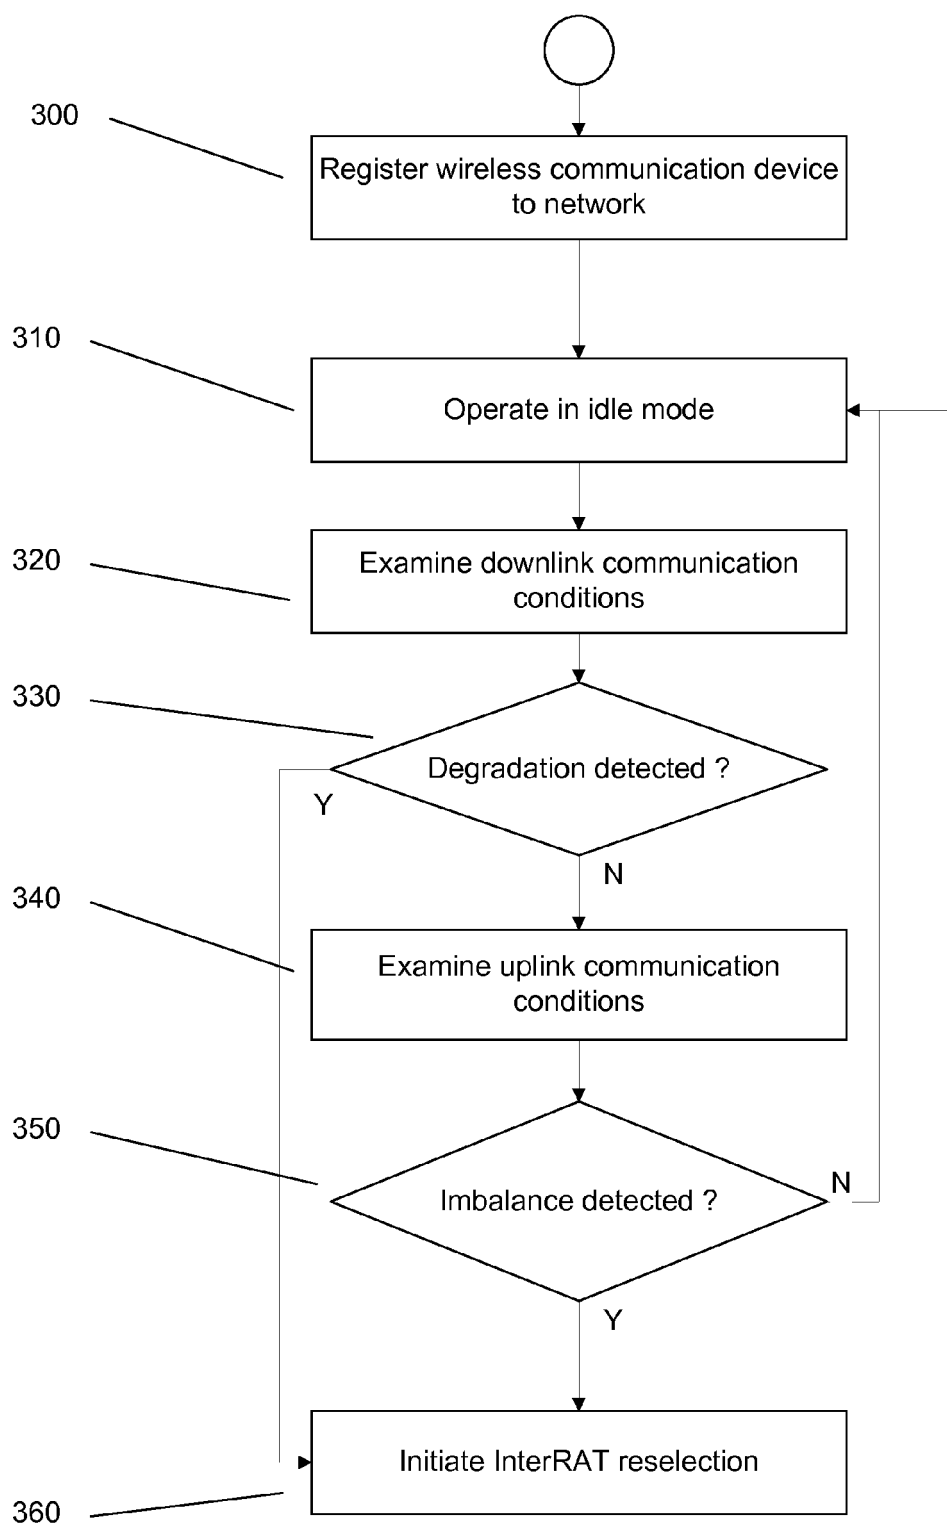 300
Register wireless communication device
to network
310
Operate in idle mode
320
Examine downlink communication
conditions
330
Degradation detected ?
Y
N
340
Examine uplink communication
conditions
350
Imbalance detected ?
N
Y
Initiate InterRAT reselection
360